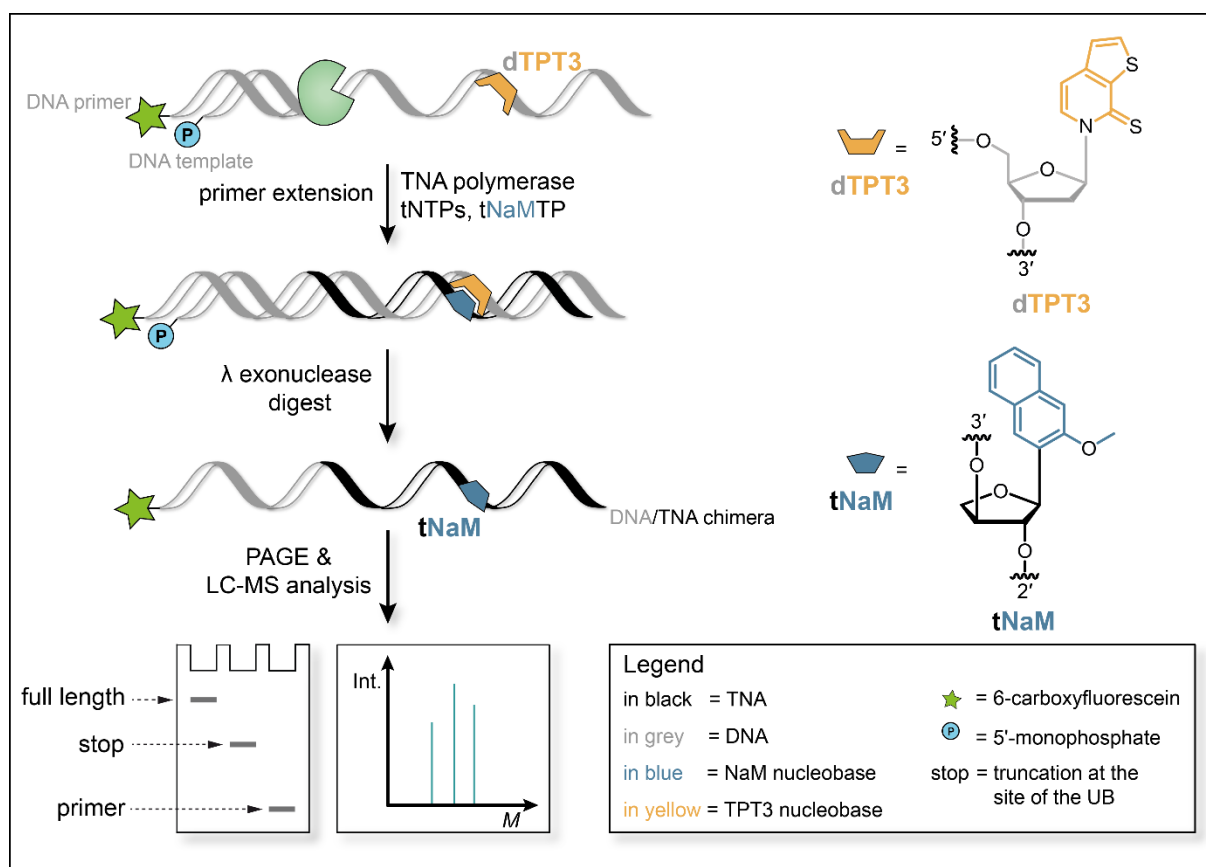 dTPT3
DNA primer
P
DNA template
primer extension
TNA polymerase
tNTPs, tNaMTP
P
λ exonuclease
digest
tNaM
DNA/TNA chimera
PAGE &
LC-MS analysis
full length
stop
primer
Int.
M
=
dTPT3
5′
O
O
O
3′
N
S
S
dTPT3
=
tNaM
3′
O
O
O
O
2′
tNaM
Legend
in black = TNA
in grey = DNA
in blue = NaM nucleobase
in yellow = TPT3 nucleobase
= 6-carboxyfluorescein
P = 5'-monophosphate
stop = truncation at the
site of the UB